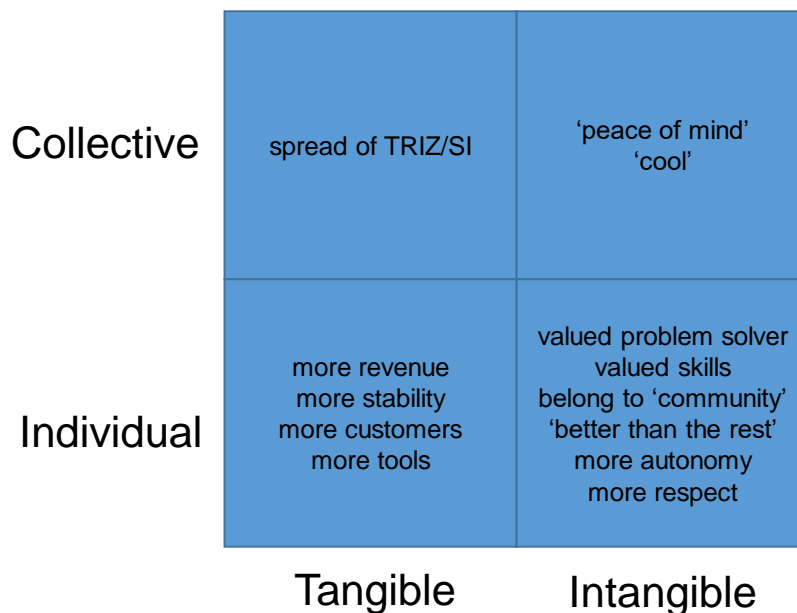 Collective
spread of TRIZ/SI
‘peace of mind’
‘cool’
Individual
more revenue
more stability
more customers
more tools
valued problem solver
valued skills
belong to ‘community’
‘better than the rest’
more autonomy
more respect
Tangible
Intangible